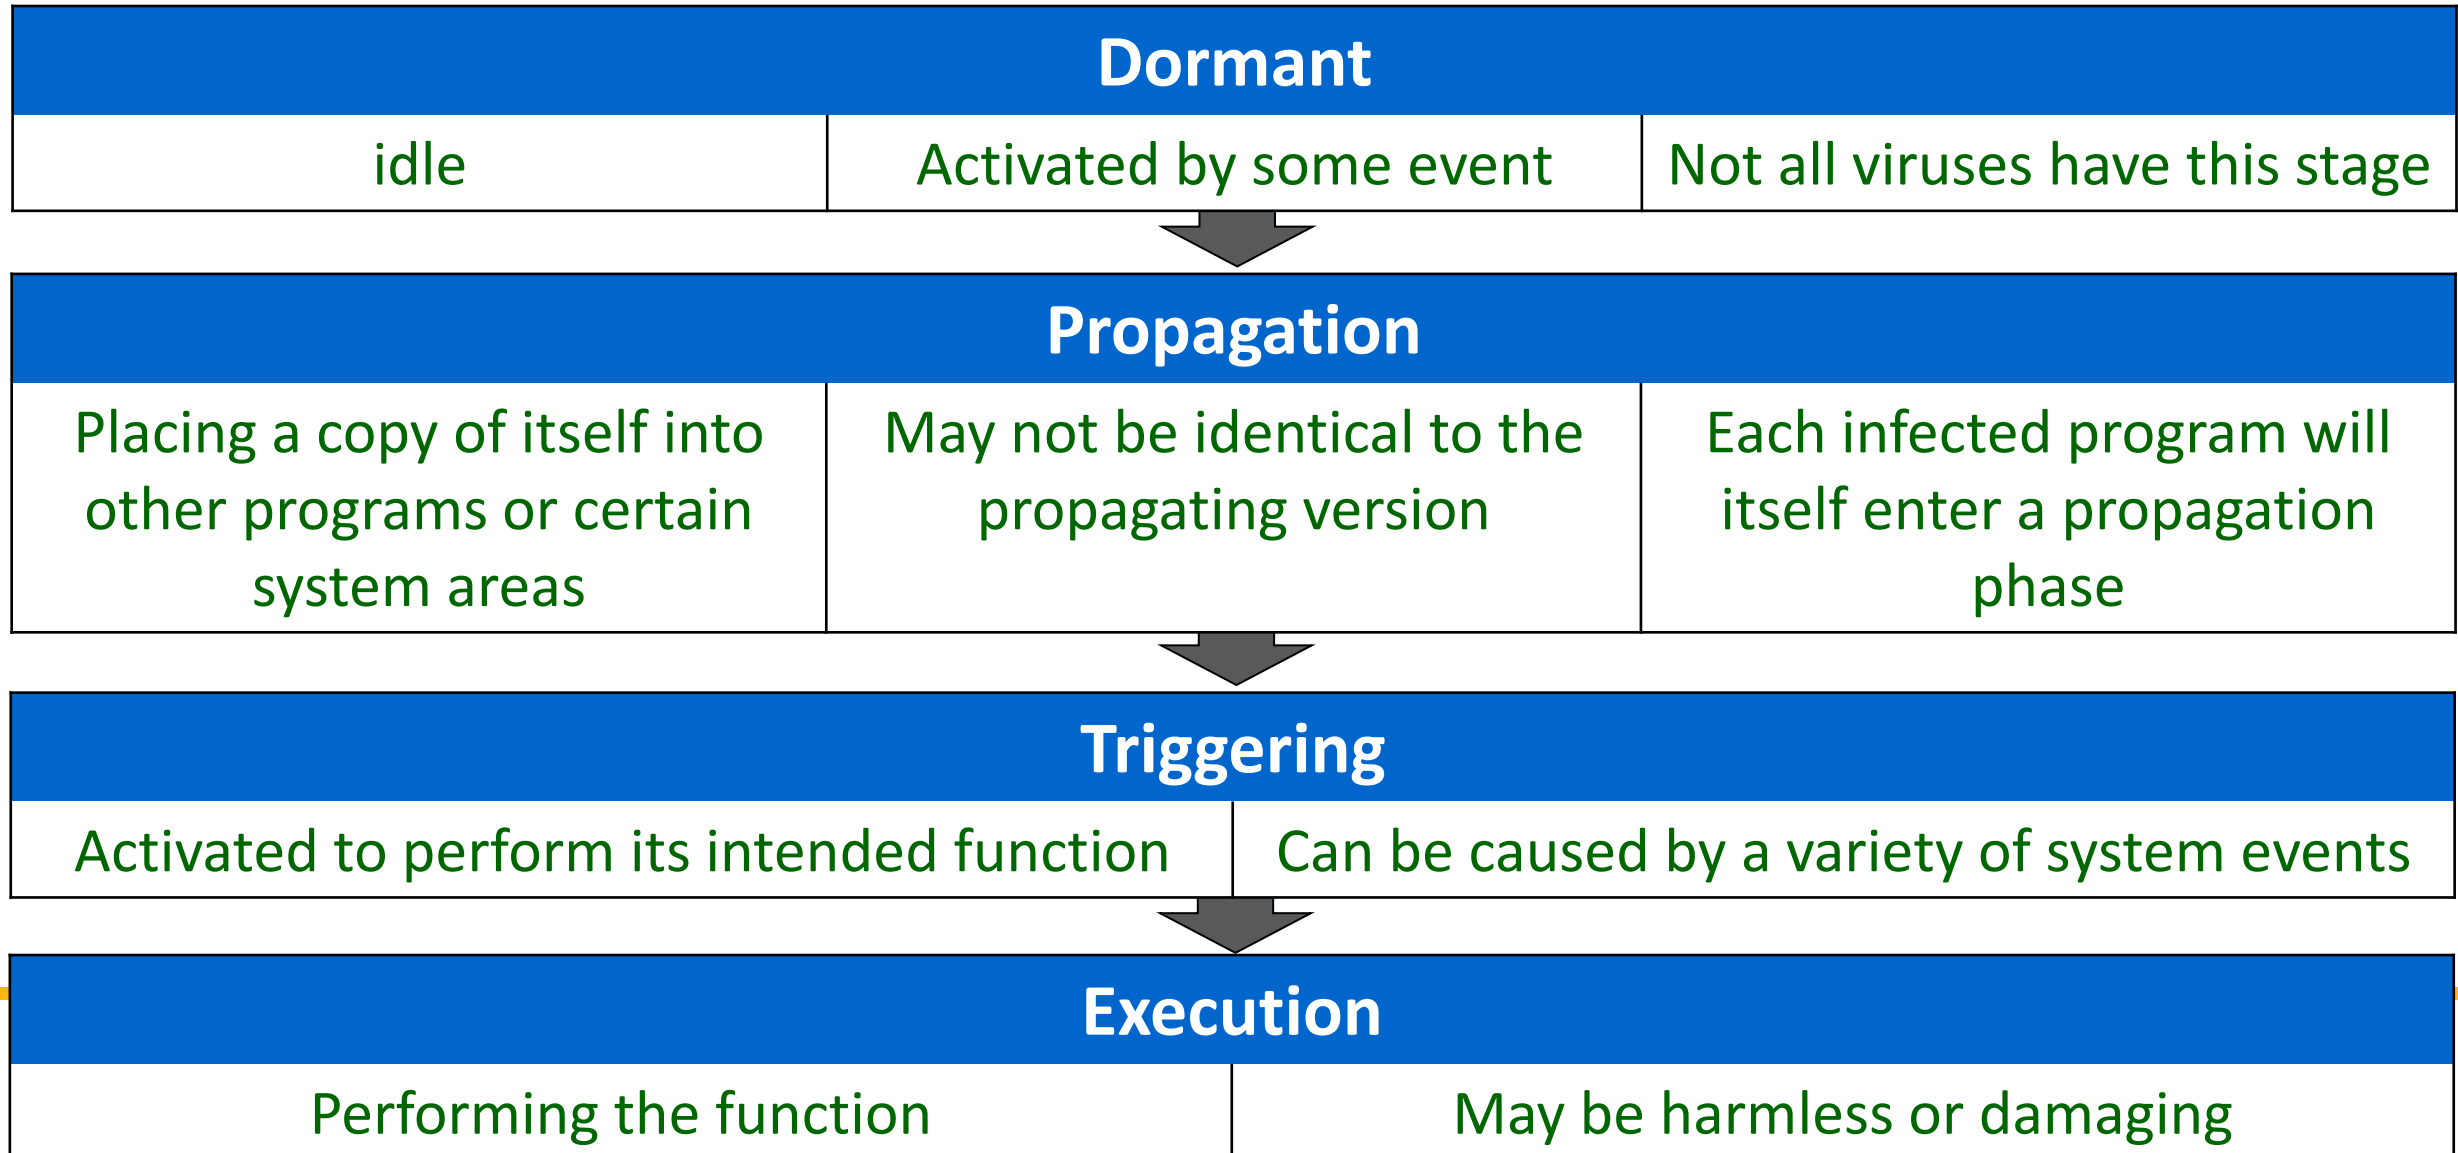 Dormant
idle
Activated by some event
Not all viruses have this stage
Propagation
Placing a copy of itself into
other programs or certain
system areas
May not be identical to the
propagating version
Each infected program will
itself enter a propagation
phase
Triggering
Activated to perform its intended function
Can be caused by a variety of system events
Execution
Performing the function
May be harmless or damaging